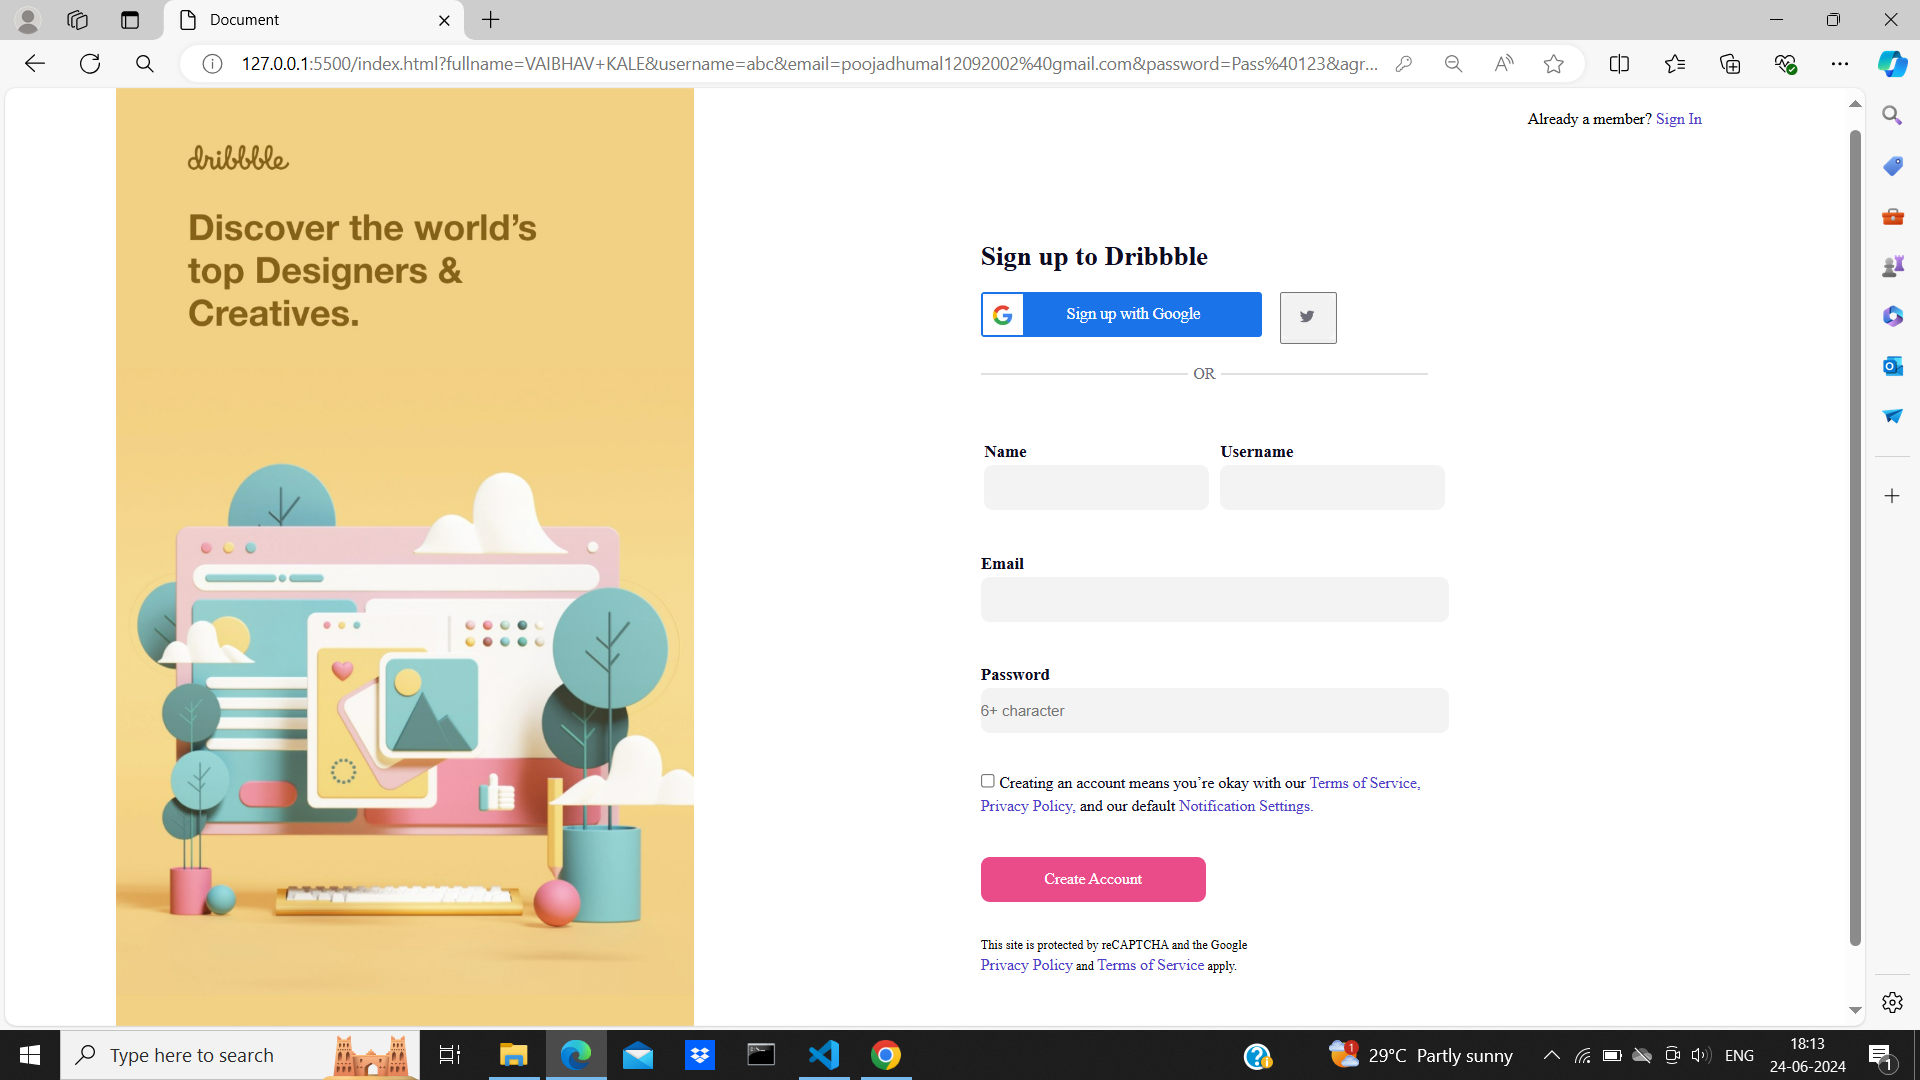 Document
127.0.0.1:5500/index.html?fullname=VAIBHAV+KALE&username=abc&email=poojadhumal12092002%40gmail.com&password=Pass%40123&agr...
Already a member? Sign In
dribbble
Discover the world’s
top Designers &
Creatives.
Sign up to Dribbble
Sign up with Google
OR
Name
Username
Email
Password
6+ character
Creating an account means you’re okay with our Terms of Service,
Privacy Policy, and our default Notification Settings.
Create Account
This site is protected by reCAPTCHA and the Google
Privacy Policy and Terms of Service apply.
Type here to search
1
29°C Partly sunny
ENG
18:13
24-06-2024
1